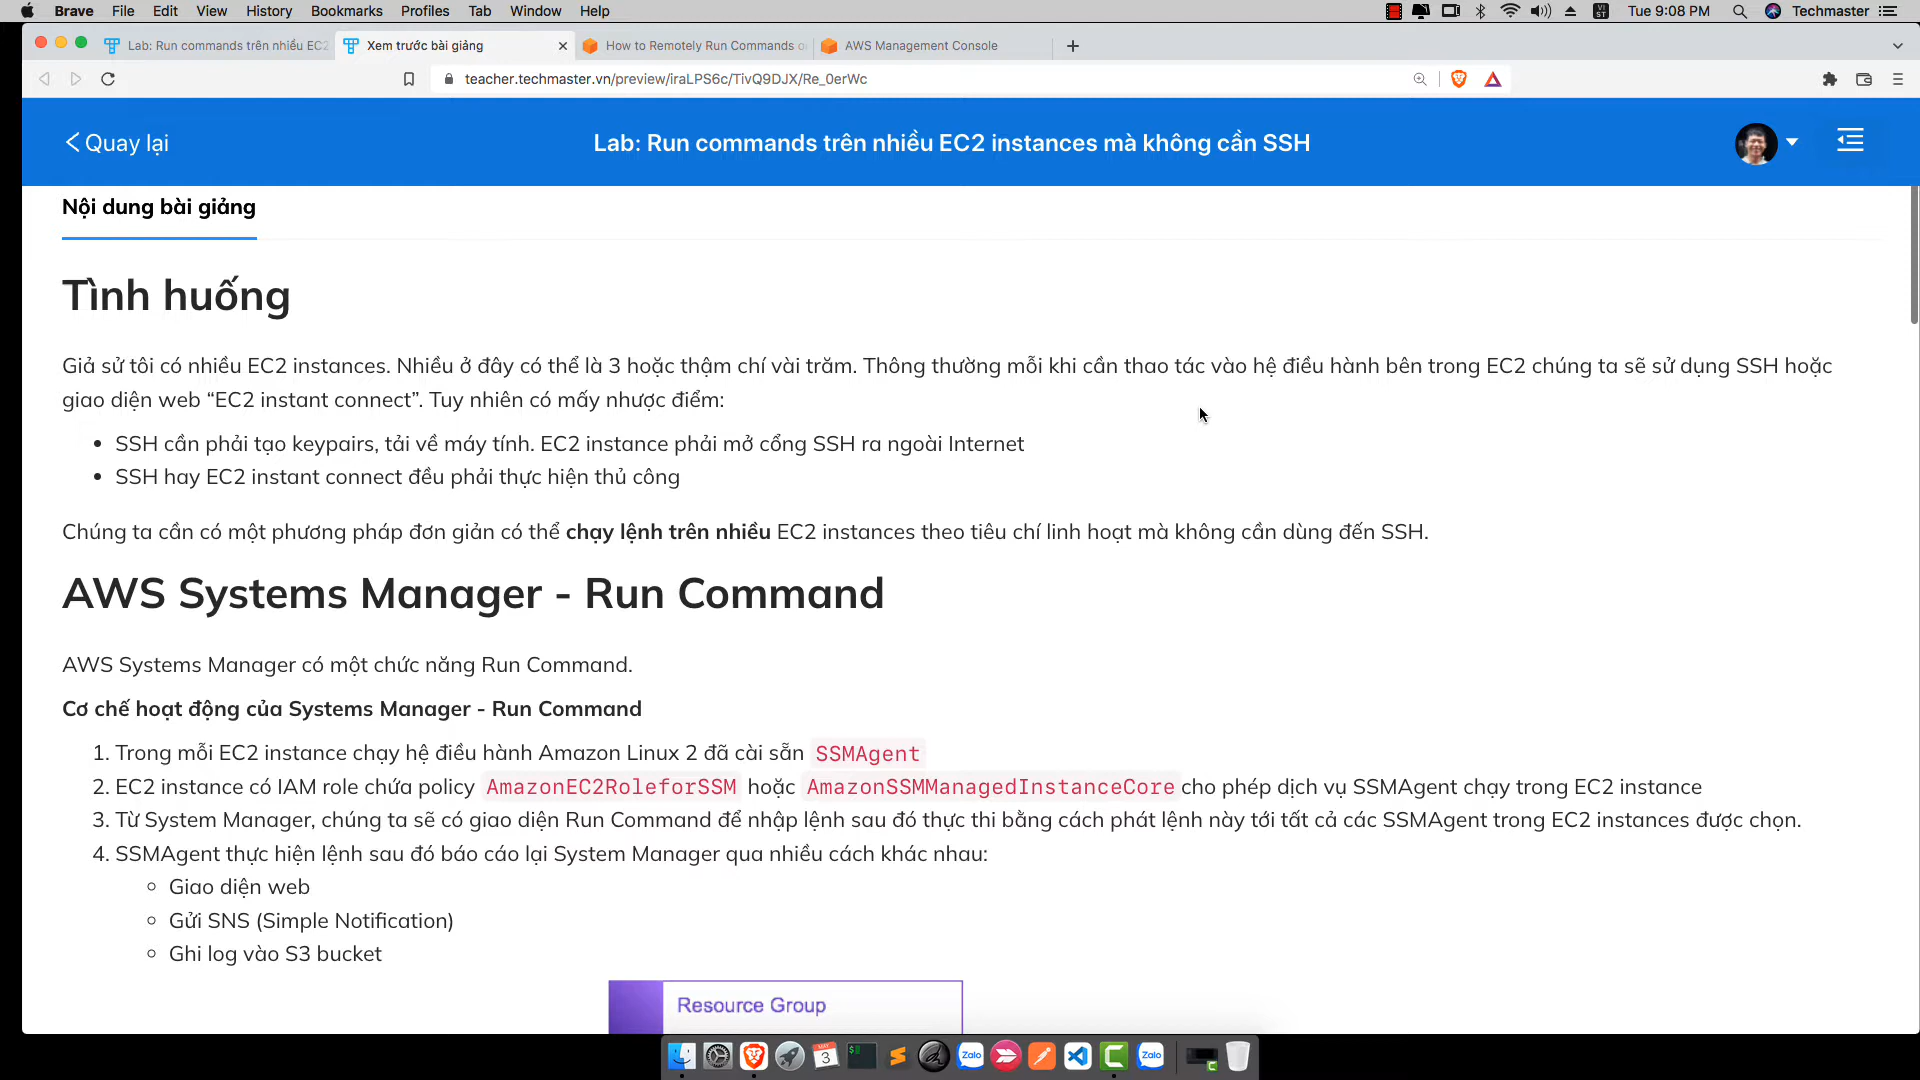 Brave File Edit View History Bookmarks Profiles Tab Window Help
Tue 9:08 PM Techmaster
Lab: Run commands trên nhiều EC2
Xem trước bài giảng
How to Remotely Run Commands o
AWS Management Console
teacher.techmaster.vn/preview/iraLPS6c/TivQ9DJX/Re_0erWc
Quay lại
Lab: Run commands trên nhiều EC2 instances mà không cần SSH
Nội dung bài giảng
Tình huống
Giả sử tôi có nhiều EC2 instances. Nhiều ở đây có thể là 3 hoặc thậm chí vài trăm. Thông thường mỗi khi cần thao tác vào hệ điều hành bên trong EC2 chúng ta sẽ sử dụng SSH hoặc
giao diện web “EC2 instant connect”. Tuy nhiên có mấy nhược điểm:
• SSH cần phải tạo keypairs, tải về máy tính. EC2 instance phải mở cổng SSH ra ngoài Internet
• SSH hay EC2 instant connect đều phải thực hiện thủ công
Chúng ta cần có một phương pháp đơn giản có thể chạy lệnh trên nhiều EC2 instances theo tiêu chí linh hoạt mà không cần dùng đến SSH.
AWS Systems Manager - Run Command
AWS Systems Manager có một chức năng Run Command.
Cơ chế hoạt động của Systems Manager - Run Command
1. Trong mỗi EC2 instance chạy hệ điều hành Amazon Linux 2 đã cài sẵn SSMAgent
2. EC2 instance có IAM role chứa policy AmazonEC2RoleforSSM hoặc AmazonSSMManagedInstanceCore cho phép dịch vụ SSMAgent chạy trong EC2 instance
3. Từ System Manager, chúng ta sẽ có giao diện Run Command để nhập lệnh sau đó thực thi bằng cách phát lệnh này tới tất cả các SSMAgent trong EC2 instances được chọn.
4. SSMAgent thực hiện lệnh sau đó báo cáo lại System Manager qua nhiều cách khác nhau:
◦ Giao diện web
◦ Gửi SNS (Simple Notification)
◦ Ghi log vào S3 bucket
Resource Group
MAY
3
Zalo
Zalo